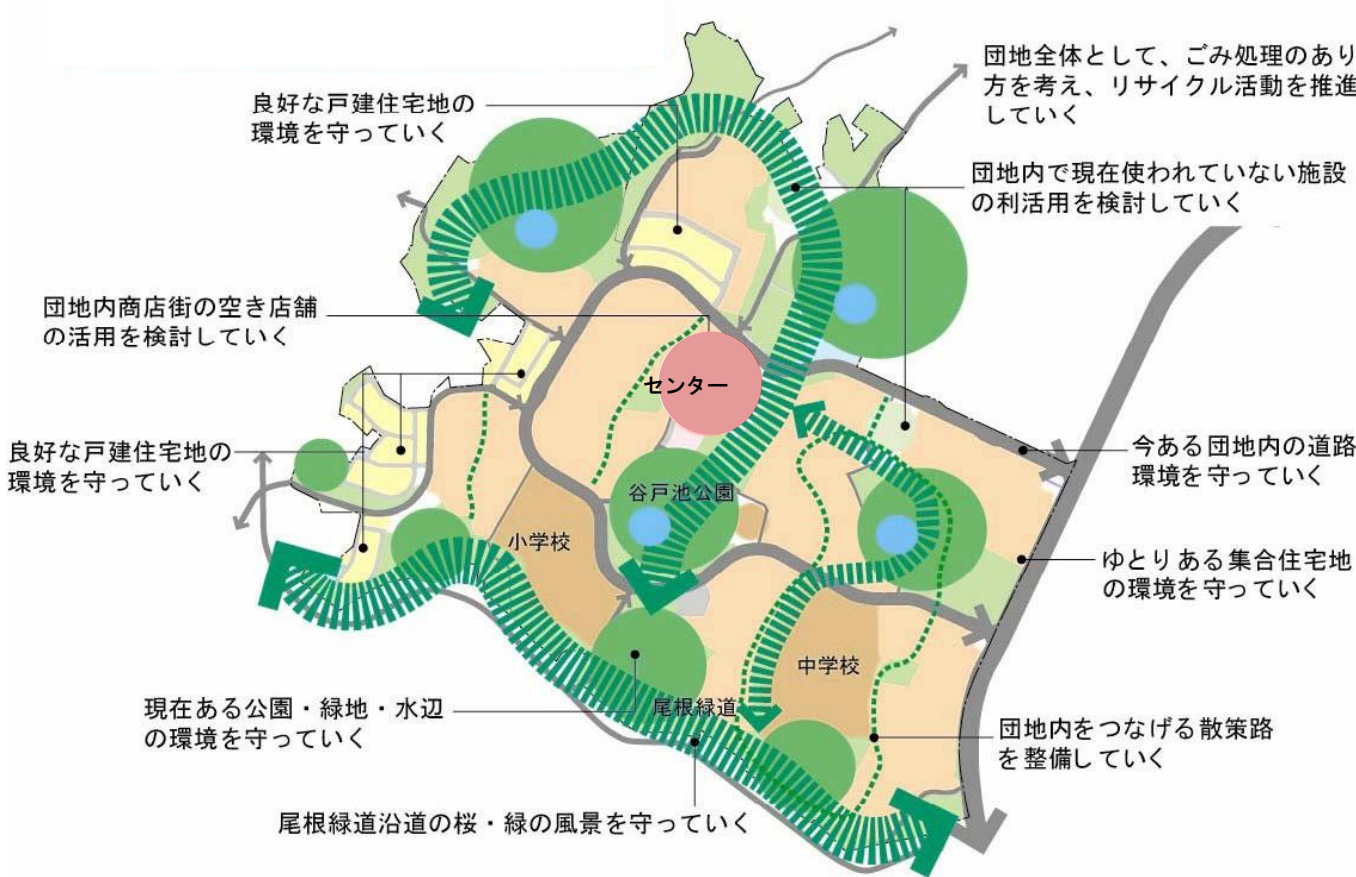 団地全体として、ごみ処理のあり
方を考え、リサイクル活動を推進
していく
良好な戸建住宅地の
環境を守っていく
団地内で現在使われていない施設
の利活用を検討していく
団地内商店街の空き店舗
の活用を検討していく
センター
良好な戸建住宅地の
環境を守っていく
今ある団地内の道路
環境を守っていく
谷戸池公園
小学校
ゆとりある集合住宅地
の環境を守っていく
中学校
現在ある公園・緑地・水辺
の環境を守っていく
尾根緑道
団地内をつなげる散策路
を整備していく
尾根緑道沿道の桜・緑の風景を守っていく